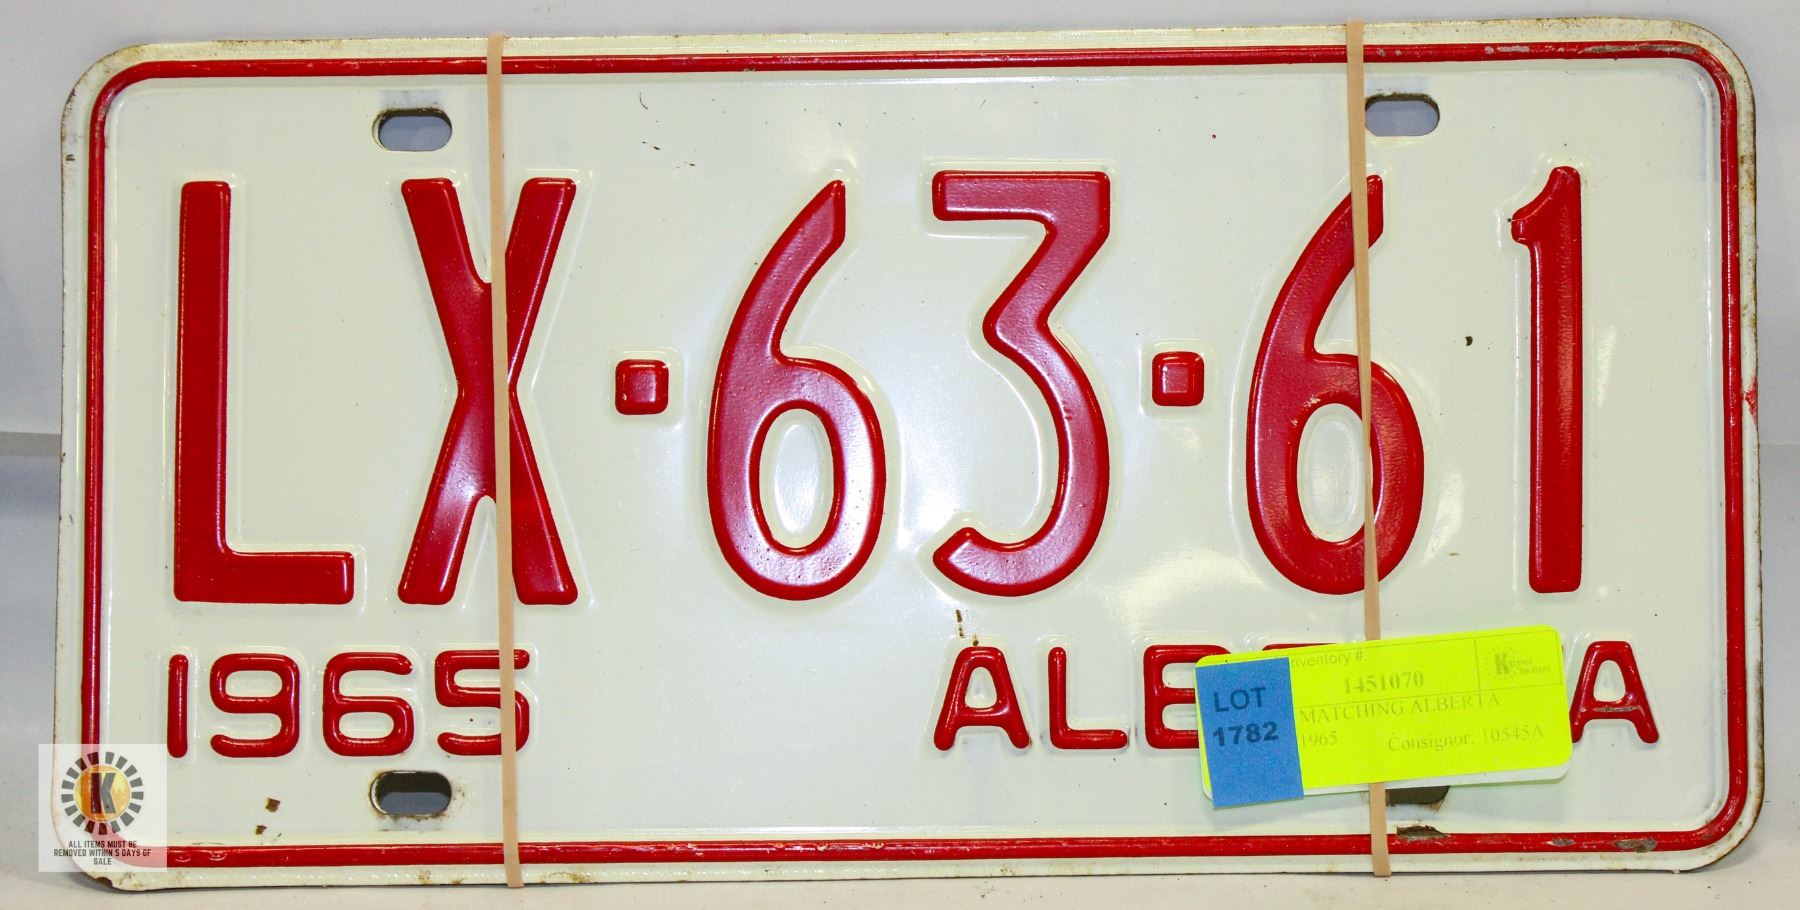 LX·63·61
1965 ALBE A
Inventory #:
1451070
LOT 1782
MATCHING ALBERTA
1965 Consignor: 10545A
K
ALL ITEMS MUST BE
REMOVED WITHIN 5 DAYS OF
SALE